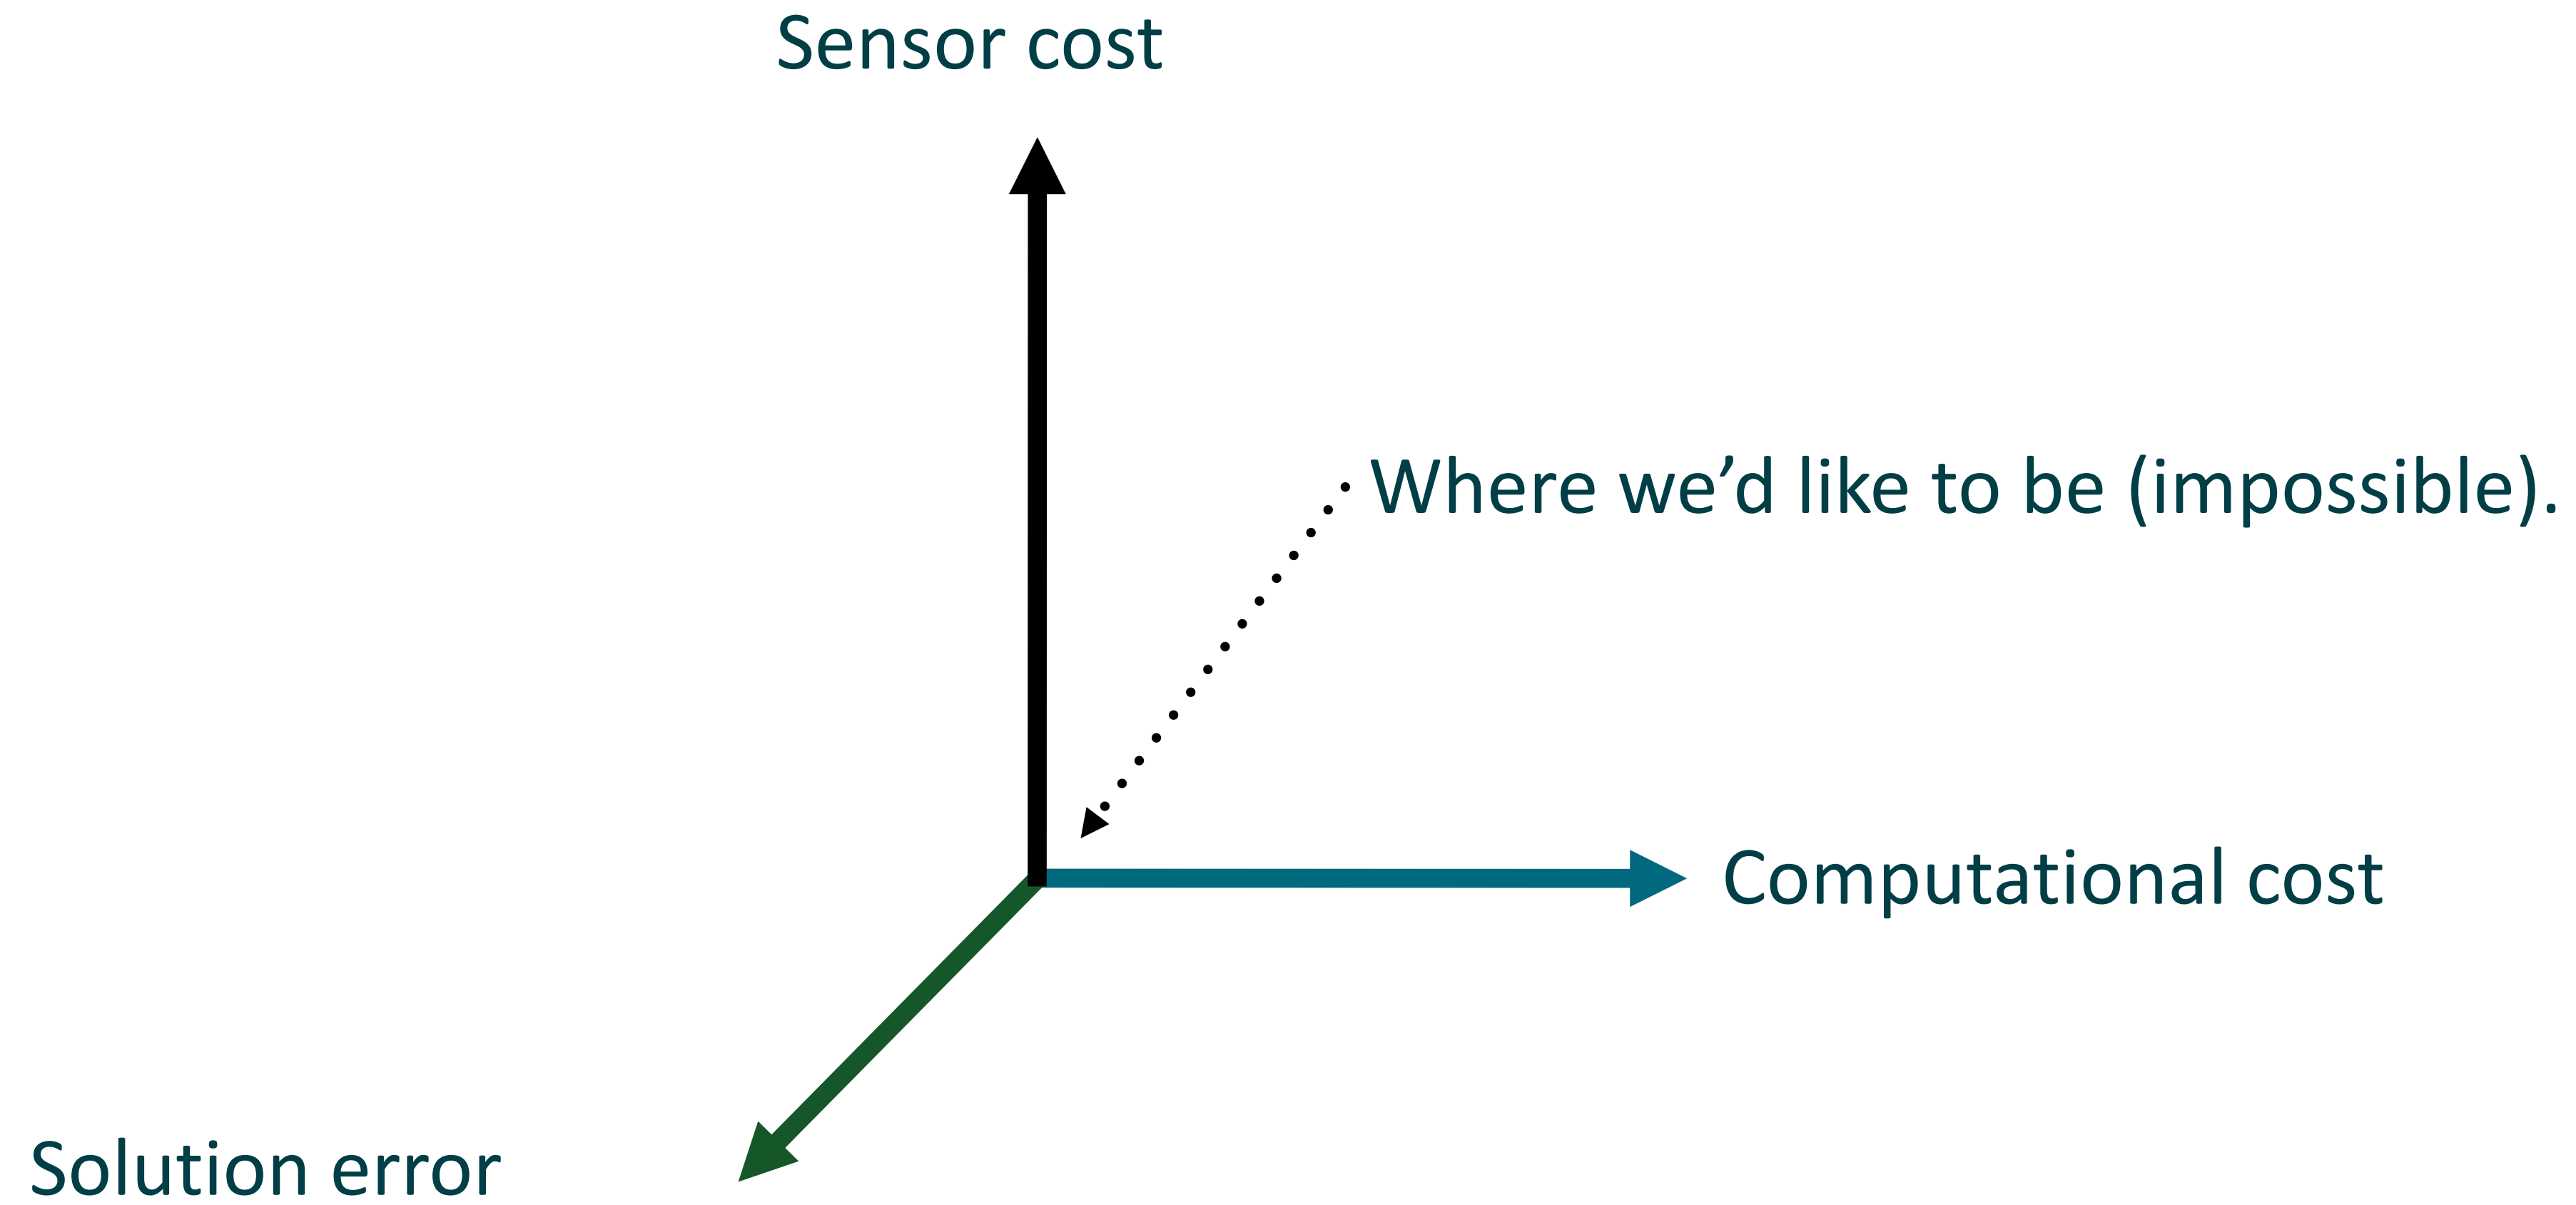 Sensor cost
Where we’d like to be (impossible).
Computational cost
Solution error